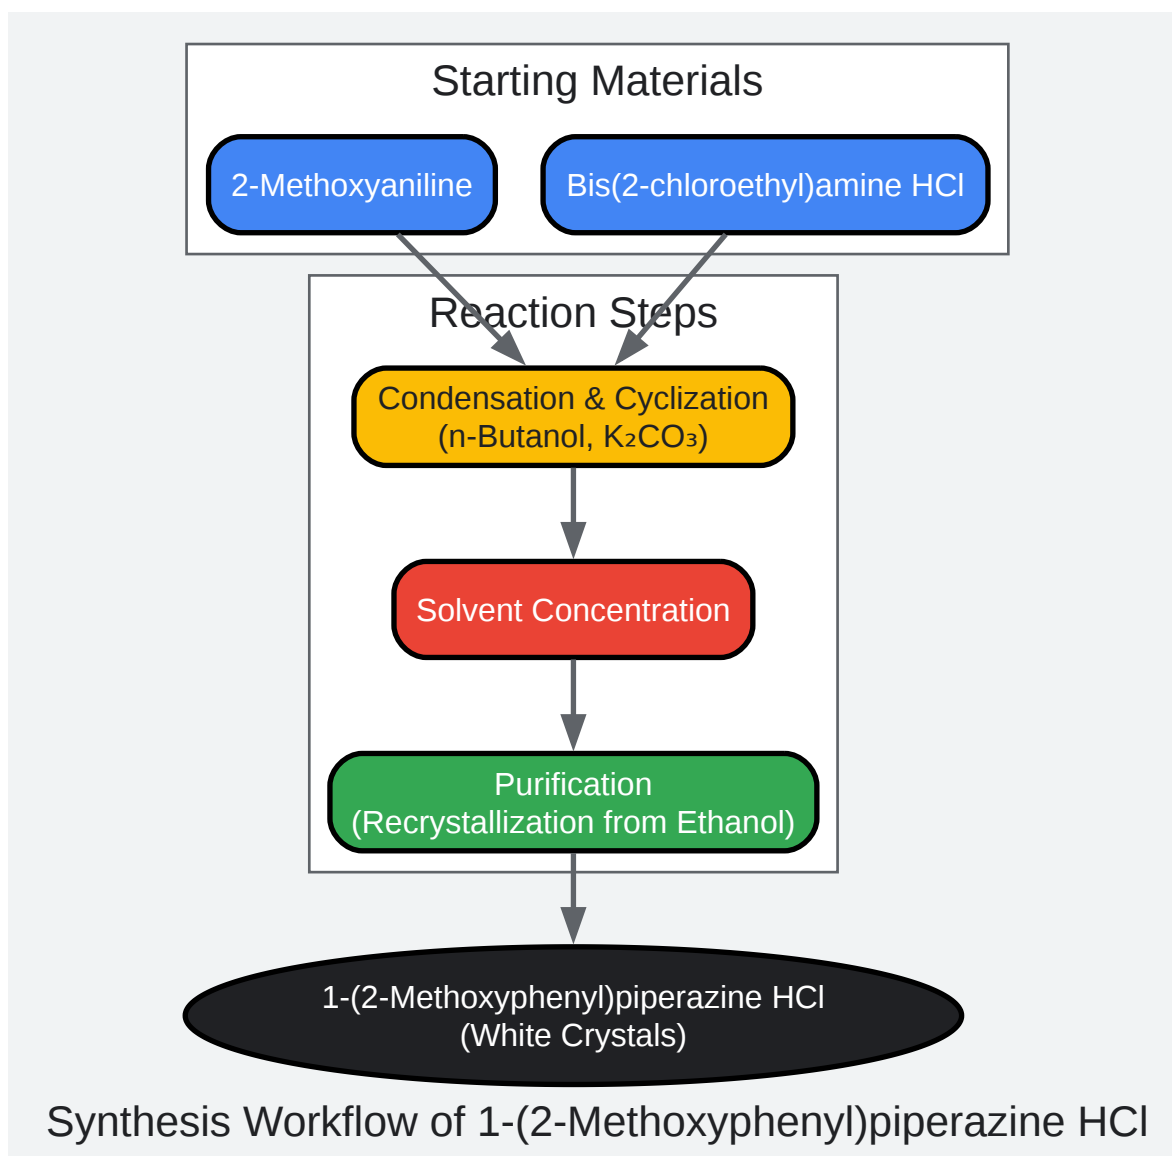 Starting Materials
2-Methoxyaniline
Bis(2-chloroethyl)amine HCl
Reaction Steps
Condensation & Cyclization
(n-Butanol, K₂CO₃)
Solvent Concentration
Purification
(Recrystallization from Ethanol)
1-(2-Methoxyphenyl)piperazine HCl
(White Crystals)
Synthesis Workflow of 1-(2-Methoxyphenyl)piperazine HCl